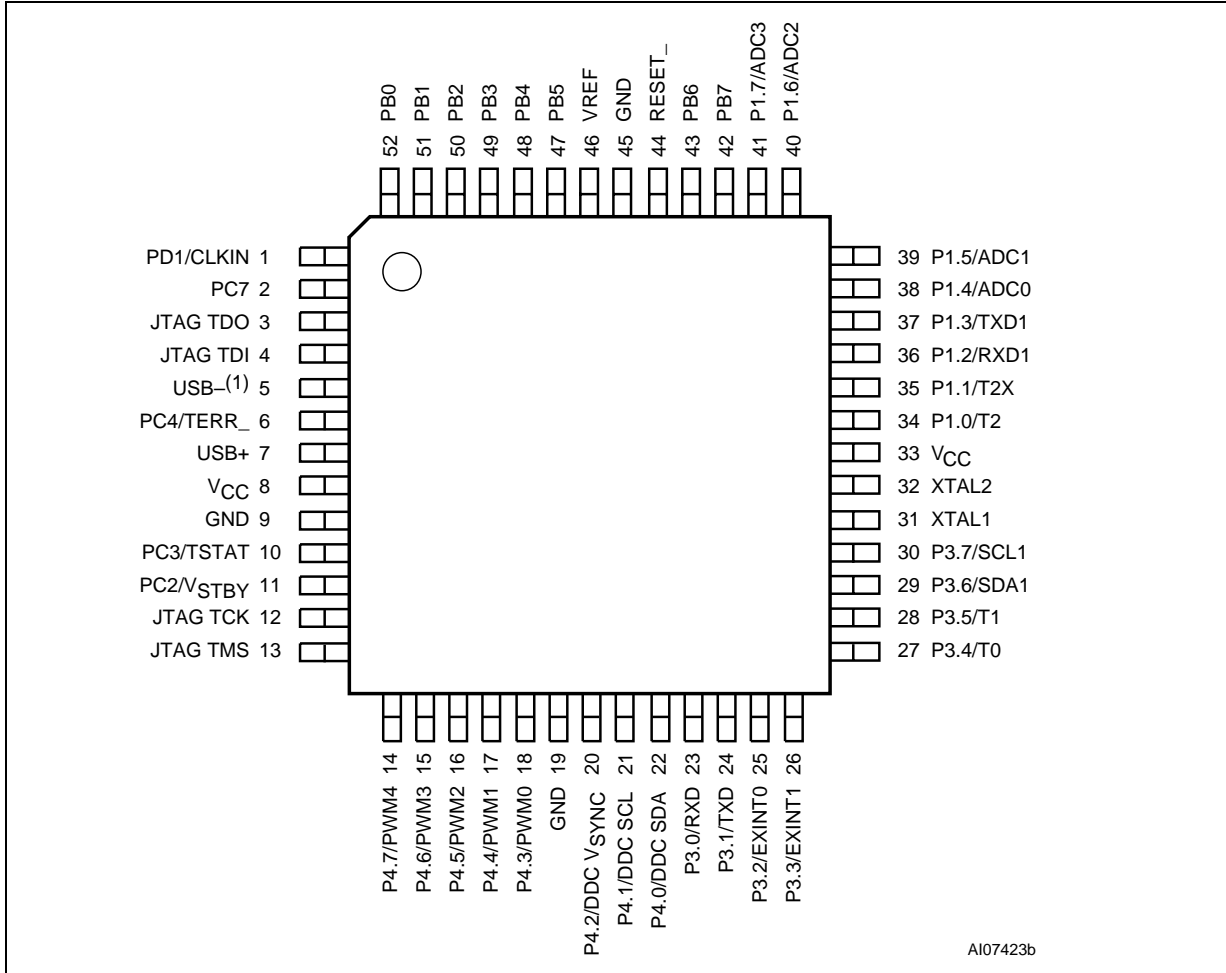 52 PB0
51 PB1
50 PB2
49 PB3
48 PB4
47 PB5
46 VREF
45 GND
44 RESET_
43 PB6
42 PB7
41 P1.7/ADC3
40 P1.6/ADC2
PD1/CLKIN 1
PC7 2
JTAG TDO 3
JTAG TDI 4
USB–(1) 5
PC4/TERR_ 6
USB+ 7
VCC 8
GND 9
PC3/TSTAT 10
PC2/VSTBY 11
JTAG TCK 12
JTAG TMS 13
39 P1.5/ADC1
38 P1.4/ADC0
37 P1.3/TXD1
36 P1.2/RXD1
35 P1.1/T2X
34 P1.0/T2
33 VCC
32 XTAL2
31 XTAL1
30 P3.7/SCL1
29 P3.6/SDA1
28 P3.5/T1
27 P3.4/T0
P4.7/PWM4 14
P4.6/PWM3 15
P4.5/PWM2 16
P4.4/PWM1 17
P4.3/PWM0 18
GND 19
P4.2/DDC VSYNC 20
P4.1/DDC SCL 21
P4.0/DDC SDA 22
P3.0/RXD 23
P3.1/TXD 24
P3.2/EXINT0 25
P3.3/EXINT1 26
AI07423b